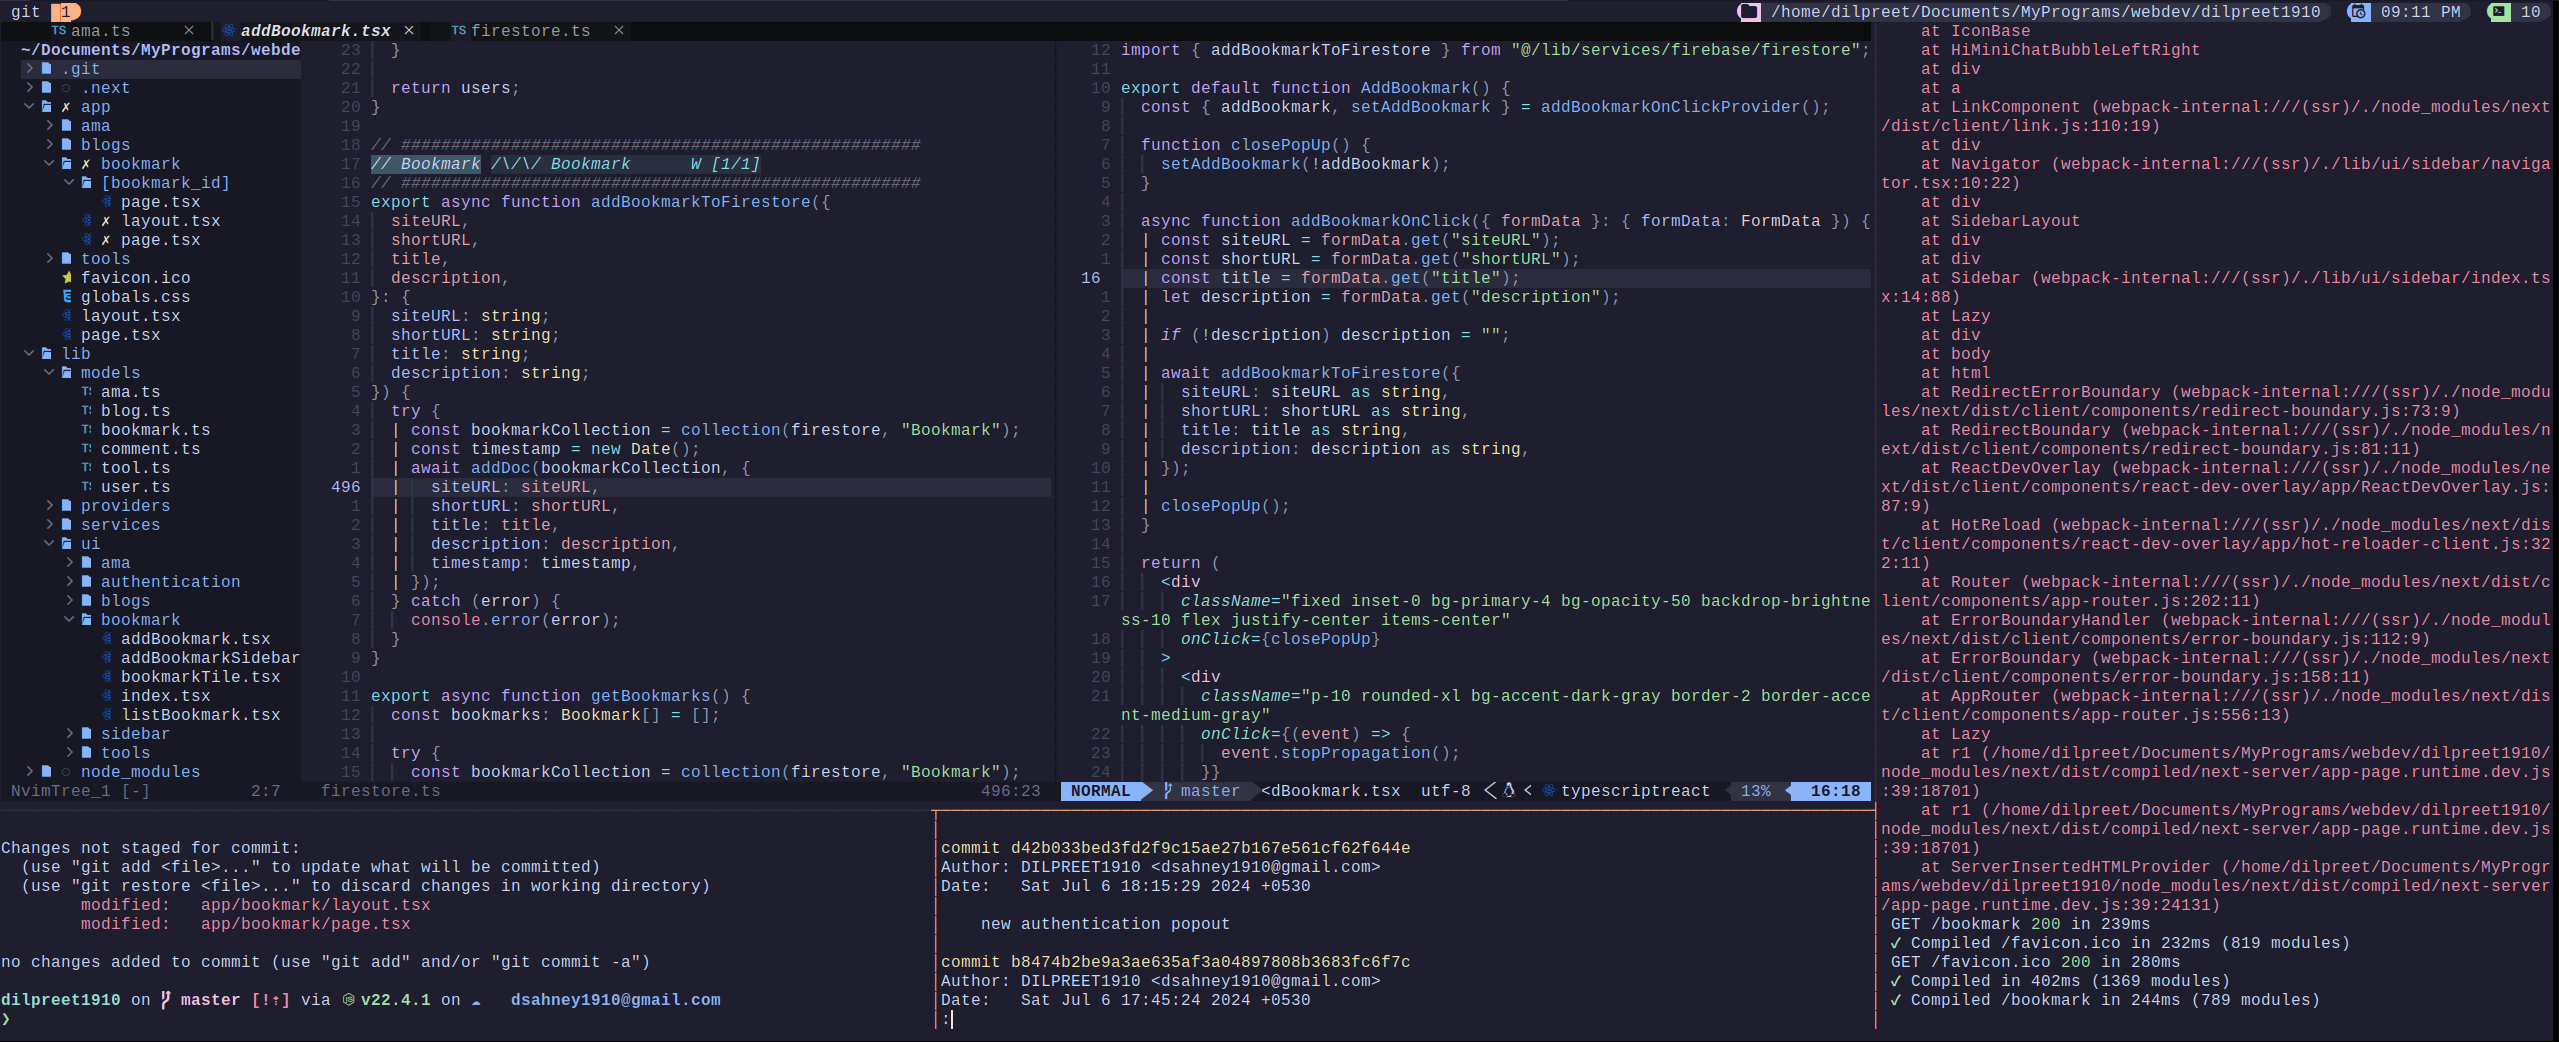 git 1 /home/dilpreet/Documents/MyPrograms/webdev/dilpreet1910 09:11 PM 10
TS ama.ts × addBookmark.tsx × TS firestore.ts ×
~/Documents/MyPrograms/webde
.git
.next
✗ app
ama
blogs
✗ bookmark
[bookmark_id]
page.tsx
✗ layout.tsx
✗ page.tsx
tools
favicon.ico
globals.css
layout.tsx
page.tsx
lib
models
TS ama.ts
TS blog.ts
TS bookmark.ts
TS comment.ts
TS tool.ts
TS user.ts
providers
services
ui
ama
authentication
blogs
bookmark
addBookmark.tsx
addBookmarkSidebar
bookmarkTile.tsx
index.tsx
listBookmark.tsx
sidebar
tools
node_modules
NvimTree_1 [-] 2:7
23 }
22
21 return users;
20 }
19
18 // ####################################################
17 // Bookmark /\/\/ Bookmark W [1/1]
16 // ####################################################
15 export async function addBookmarkToFirestore({
14 siteURL,
13 shortURL,
12 title,
11 description,
10 }: {
9 siteURL: string;
8 shortURL: string;
7 title: string;
6 description: string;
5 }) {
4 try {
3 const bookmarkCollection = collection(firestore, "Bookmark");
2 const timestamp = new Date();
1 await addDoc(bookmarkCollection, {
496 siteURL: siteURL,
1 shortURL: shortURL,
2 title: title,
3 description: description,
4 timestamp: timestamp,
5 });
6 } catch (error) {
7 console.error(error);
8 }
9 }
10
11 export async function getBookmarks() {
12 const bookmarks: Bookmark[] = [];
13
14 try {
15 const bookmarkCollection = collection(firestore, "Bookmark");
firestore.ts 496:23
12 import { addBookmarkToFirestore } from "@/lib/services/firebase/firestore";
11
10 export default function AddBookmark() {
9 const { addBookmark, setAddBookmark } = addBookmarkOnClickProvider();
8
7 function closePopUp() {
6 setAddBookmark(!addBookmark);
5 }
4
3 async function addBookmarkOnClick({ formData }: { formData: FormData }) {
2 const siteURL = formData.get("siteURL");
1 const shortURL = formData.get("shortURL");
16 const title = formData.get("title");
1 let description = formData.get("description");
2
3 if (!description) description = "";
4
5 await addBookmarkToFirestore({
6 siteURL: siteURL as string,
7 shortURL: shortURL as string,
8 title: title as string,
9 description: description as string,
10 });
11
12 closePopUp();
13 }
14
15 return (
16 <div
17 className="fixed inset-0 bg-primary-4 bg-opacity-50 backdrop-brightne
ss-10 flex justify-center items-center"
18 onClick={closePopUp}
19 >
20 <div
21 className="p-10 rounded-xl bg-accent-dark-gray border-2 border-acce
nt-medium-gray"
22 onClick={(event) => {
23 event.stopPropagation();
24 }}
NORMAL master <dBookmark.tsx utf-8 < < typescriptreact 13% 16:18
at IconBase
at HiMiniChatBubbleLeftRight
at div
at a
at LinkComponent (webpack-internal:///(ssr)/./node_modules/next
/dist/client/link.js:110:19)
at div
at Navigator (webpack-internal:///(ssr)/./lib/ui/sidebar/naviga
tor.tsx:10:22)
at div
at SidebarLayout
at div
at div
at Sidebar (webpack-internal:///(ssr)/./lib/ui/sidebar/index.ts
x:14:88)
at Lazy
at div
at body
at html
at RedirectErrorBoundary (webpack-internal:///(ssr)/./node_modu
les/next/dist/client/components/redirect-boundary.js:73:9)
at RedirectBoundary (webpack-internal:///(ssr)/./node_modules/n
ext/dist/client/components/redirect-boundary.js:81:11)
at ReactDevOverlay (webpack-internal:///(ssr)/./node_modules/ne
xt/dist/client/components/react-dev-overlay/app/ReactDevOverlay.js:
87:9)
at HotReload (webpack-internal:///(ssr)/./node_modules/next/dis
t/client/components/react-dev-overlay/app/hot-reloader-client.js:32
2:11)
at Router (webpack-internal:///(ssr)/./node_modules/next/dist/c
lient/components/app-router.js:202:11)
at ErrorBoundaryHandler (webpack-internal:///(ssr)/./node_modul
es/next/dist/client/components/error-boundary.js:112:9)
at ErrorBoundary (webpack-internal:///(ssr)/./node_modules/next
/dist/client/components/error-boundary.js:158:11)
at AppRouter (webpack-internal:///(ssr)/./node_modules/next/dis
t/client/components/app-router.js:556:13)
at Lazy
at r1 (/home/dilpreet/Documents/MyPrograms/webdev/dilpreet1910/
node_modules/next/dist/compiled/next-server/app-page.runtime.dev.js
:39:18701)
at r1 (/home/dilpreet/Documents/MyPrograms/webdev/dilpreet1910/
node_modules/next/dist/compiled/next-server/app-page.runtime.dev.js
:39:18701)
at ServerInsertedHTMLProvider (/home/dilpreet/Documents/MyProgr
ams/webdev/dilpreet1910/node_modules/next/dist/compiled/next-server
/app-page.runtime.dev.js:39:24131)
GET /bookmark 200 in 239ms
✓ Compiled /favicon.ico in 232ms (819 modules)
GET /favicon.ico 200 in 280ms
✓ Compiled in 402ms (1369 modules)
✓ Compiled /bookmark in 244ms (789 modules)
Changes not staged for commit:
(use "git add <file>..." to update what will be committed)
(use "git restore <file>..." to discard changes in working directory)
modified: app/bookmark/layout.tsx
modified: app/bookmark/page.tsx
no changes added to commit (use "git add" and/or "git commit -a")
dilpreet1910 on master [!⇡] via v22.4.1 on ☁ dsahney1910@gmail.com
❯
commit d42b033bed3fd2f9c15ae27b167e561cf62f644e
Author: DILPREET1910 <dsahney1910@gmail.com>
Date: Sat Jul 6 18:15:29 2024 +0530
new authentication popout
commit b8474b2be9a3ae635af3a04897808b3683fc6f7c
Author: DILPREET1910 <dsahney1910@gmail.com>
Date: Sat Jul 6 17:45:24 2024 +0530
: